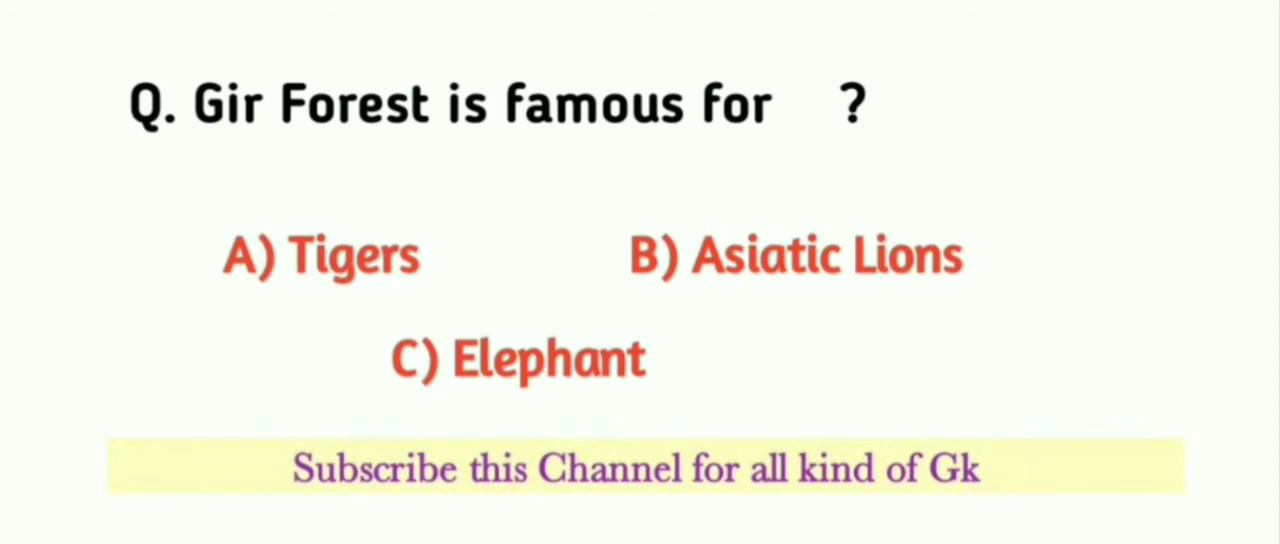 Q. Gir Forest is famous for ?
A) Tigers B) Asiatic Lions
C) Elephant
Subscribe this Channel for all kind of Gk